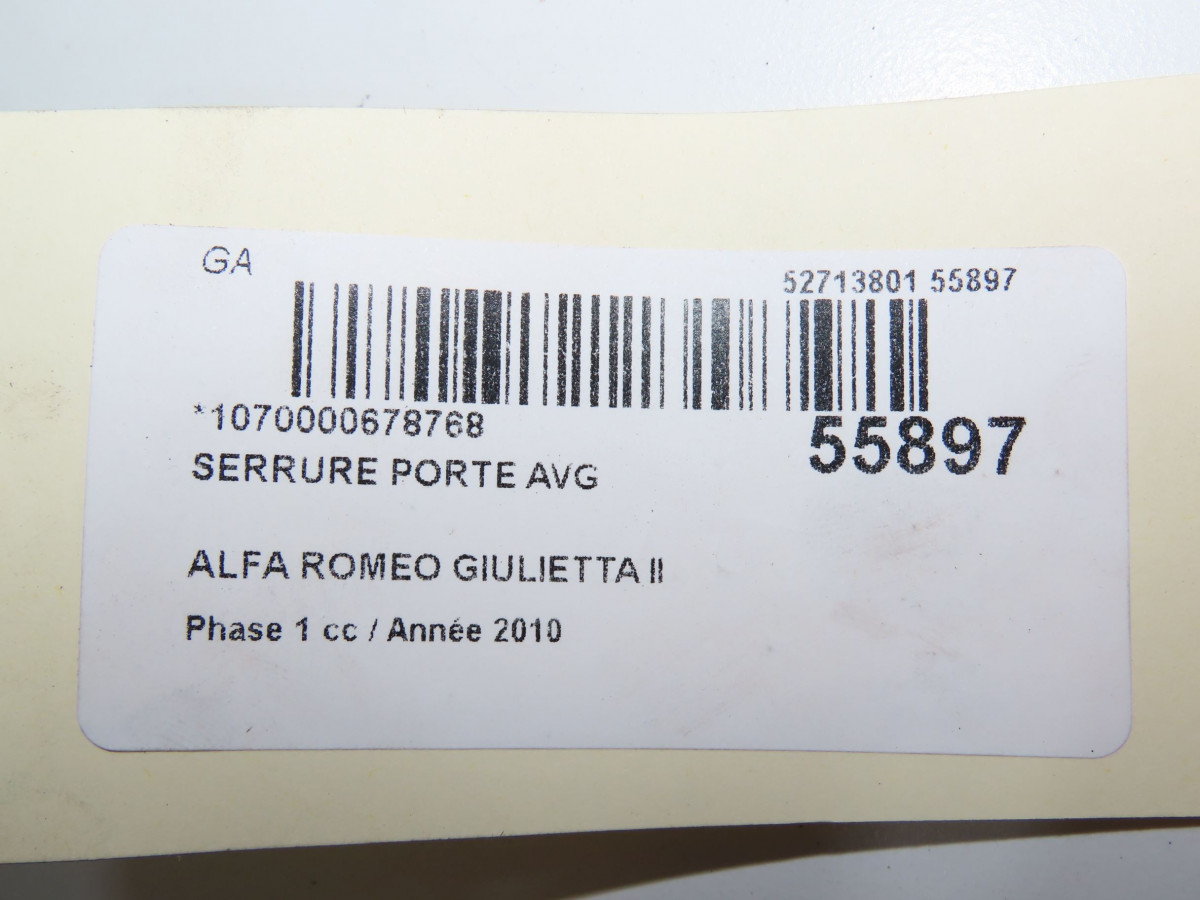 GA
52713801 55897
*1070000678768
55897
SERRURE PORTE AVG
ALFA ROMEO GIULIETTA II
Phase 1 cc / Année 2010